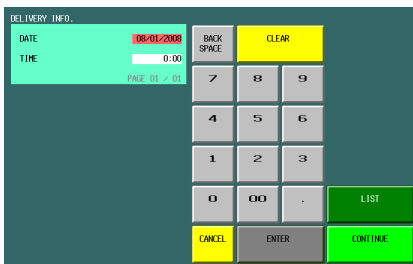 DELIVERY INFO.
DATE 08/01/2008
TIME 0:00
PAGE 01 / 01
BACK SPACE
CLEAR
7 8 9
4 5 6
1 2 3
0 00 .
LIST
CANCEL
ENTER
CONTINUE